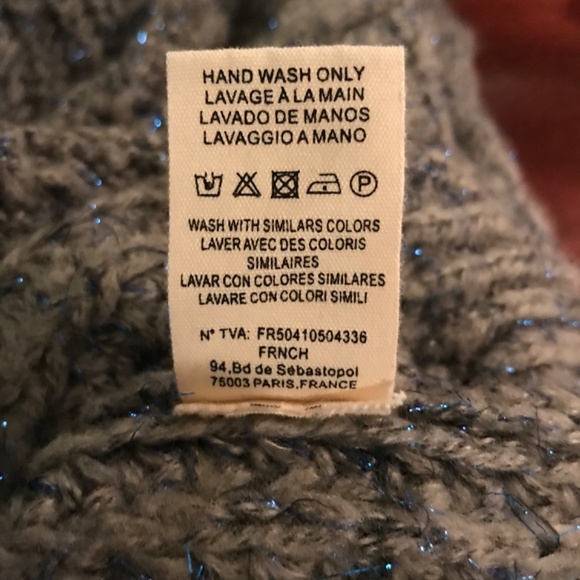 HAND WASH ONLY
LAVAGE À LA MAIN
LAVADO DE MANOS
LAVAGGIO A MANO
P
WASH WITH SIMILARS COLORS
LAVER AVEC DES COLORIS
SIMILAIRES
LAVAR CON COLORES SIMILARES
LAVARE CON COLORI SIMILI
N° TVA: FR50410504336
FRNCH
94,Bd de Sébastopol
75003 PARIS,FRANCE